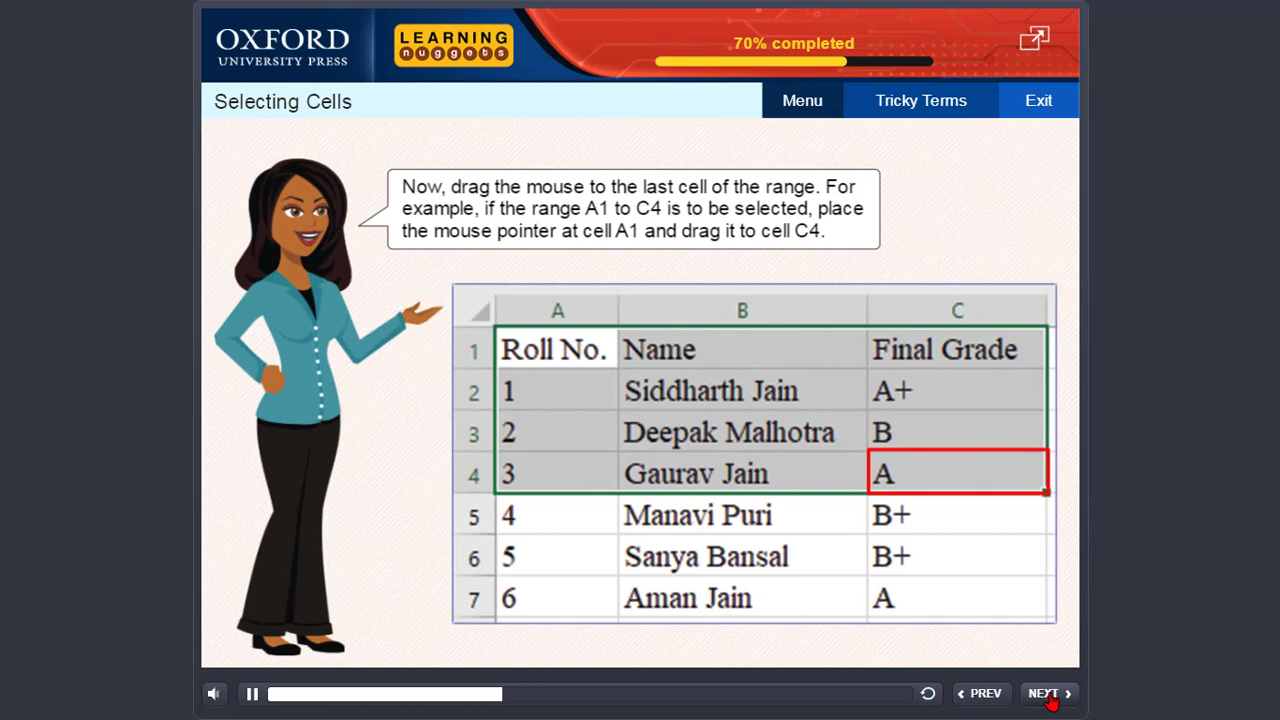 OXFORD
UNIVERSITY PRESS
LEARNING
nuggets
70% completed
Selecting Cells
Menu
Tricky Terms
Exit
Now, drag the mouse to the last cell of the range. For
example, if the range A1 to C4 is to be selected, place
the mouse pointer at cell A1 and drag it to cell C4.
A B C
1 Roll No. Name Final Grade
2 1 Siddharth Jain A+
3 2 Deepak Malhotra B
4 3 Gaurav Jain A
5 4 Manavi Puri B+
6 5 Sanya Bansal B+
7 6 Aman Jain A
PREV
NEXT